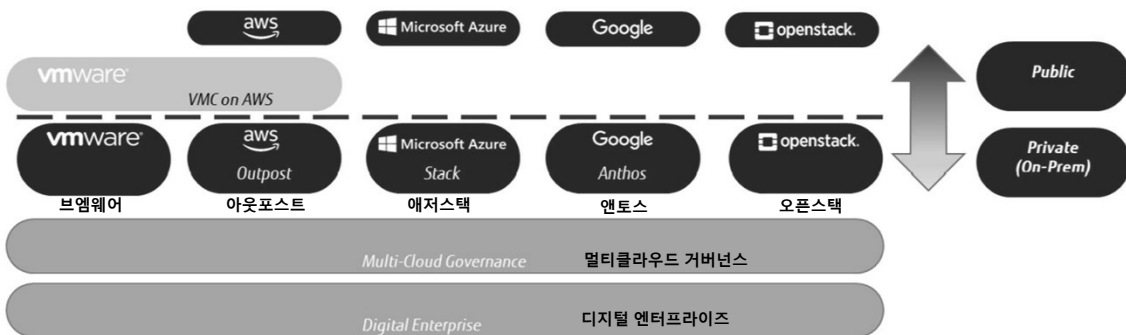 aws
Microsoft Azure
Google
openstack.
vmware
VMC on AWS
Public
vmware
aws
Outpost
Microsoft Azure
Stack
Google
Anthos
openstack.
Private
(On-Prem)
브엠웨어
아웃포스트
애저스택
앤토스
오픈스택
Multi-Cloud Governance
멀티클라우드 거버넌스
Digital Enterprise
디지털 엔터프라이즈